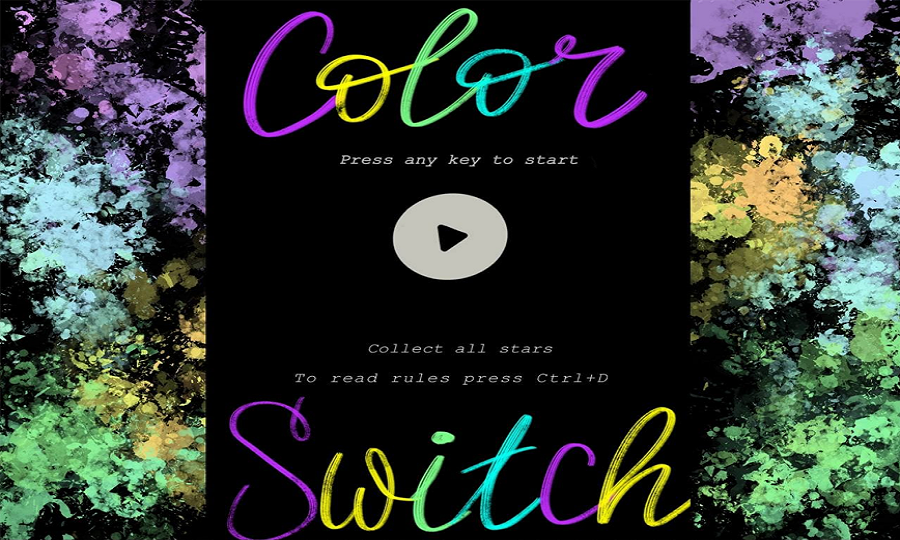 Color
Press any key to start
Collect all stars
To read rules press Ctrl+D
Switch